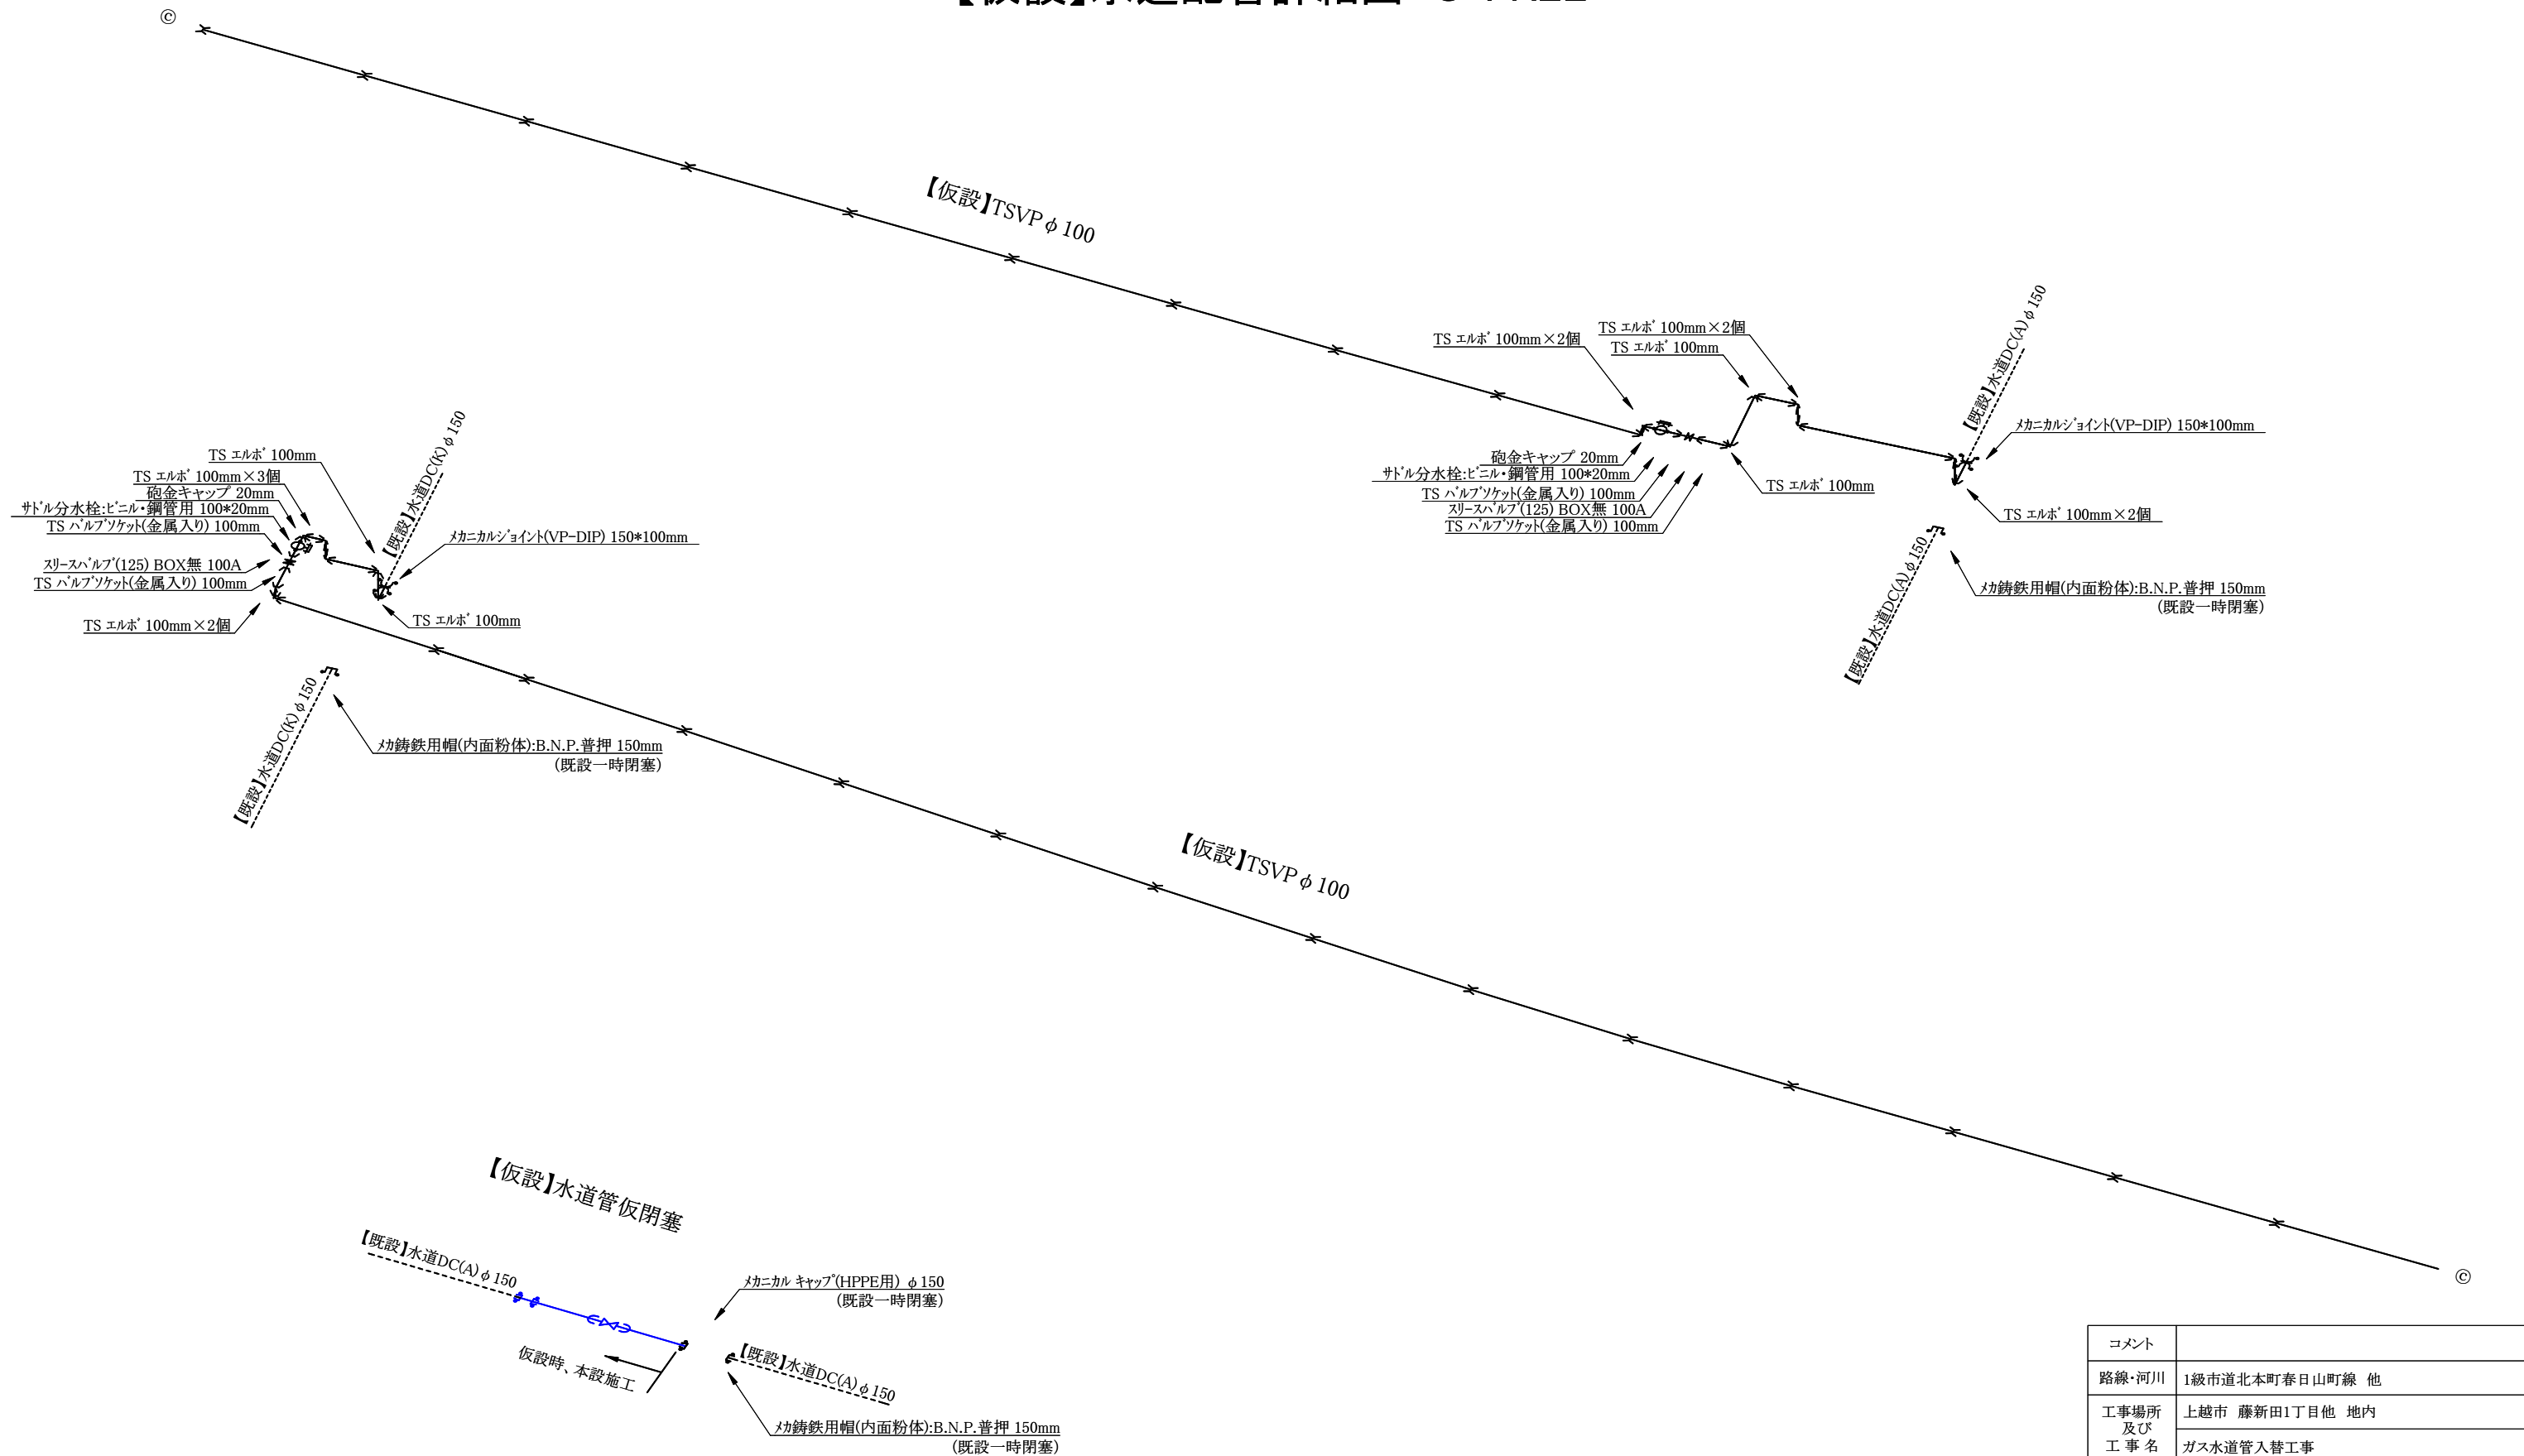 ©
【仮設】TSVPφ100
TS ｴﾙﾎﾞ 100mm×2個
TS ｴﾙﾎﾞ 100mm×2個
TS ｴﾙﾎﾞ 100mm
【既設】水道DC(A)φ150
ﾒｶﾆｶﾙｼﾞｮｲﾝﾄ(VP-DIP) 150*100mm
砲金キャップ 20mm
ｻﾄﾞﾙ分水栓:ﾋﾞﾆﾙ・鋼管用 100*20mm
TS ﾊﾞﾙﾌﾞｿｹｯﾄ(金属入り) 100mm
ｽﾘｰｽﾊﾞﾙﾌﾞ(125) BOX無 100A
TS ﾊﾞﾙﾌﾞｿｹｯﾄ(金属入り) 100mm
TS ｴﾙﾎﾞ 100mm
TS ｴﾙﾎﾞ 100mm×2個
【既設】水道DC(A)φ150
ﾒｶ鋳鉄用帽(内面粉体):B.N.P.普押 150mm
(既設一時閉塞)
TS ｴﾙﾎﾞ 100mm
TS ｴﾙﾎﾞ 100mm×3個
砲金キャップ 20mm
ｻﾄﾞﾙ分水栓:ﾋﾞﾆﾙ・鋼管用 100*20mm
TS ﾊﾞﾙﾌﾞｿｹｯﾄ(金属入り) 100mm
ｽﾘｰｽﾊﾞﾙﾌﾞ(125) BOX無 100A
TS ﾊﾞﾙﾌﾞｿｹｯﾄ(金属入り) 100mm
TS ｴﾙﾎﾞ 100mm×2個
【既設】水道DC(K)φ150
ﾒｶﾆｶﾙｼﾞｮｲﾝﾄ(VP-DIP) 150*100mm
TS ｴﾙﾎﾞ 100mm
【既設】水道DC(K)φ150
ﾒｶ鋳鉄用帽(内面粉体):B.N.P.普押 150mm
(既設一時閉塞)
【仮設】TSVPφ100
©
【仮設】水道管仮閉塞
【既設】水道DC(A)φ150
ﾒｶﾆｶﾙ ｷｬｯﾌﾟ(HPPE用) φ150
(既設一時閉塞)
仮設時、本設施工
【既設】水道DC(A)φ150
ﾒｶ鋳鉄用帽(内面粉体):B.N.P.普押 150mm
(既設一時閉塞)
コメント
路線・河川 1級市道北本町春日山町線 他
工事場所 上越市 藤新田1丁目他 地内
及び
工 事 名 ガス水道管入替工事